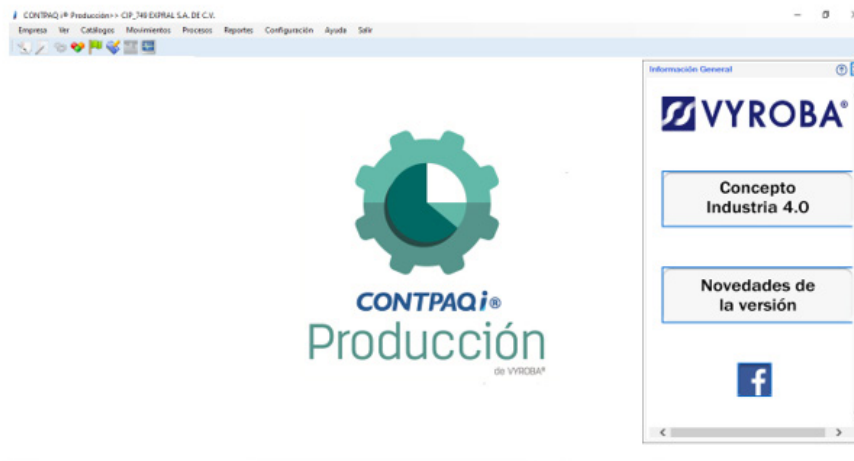 CONTPAQ i® Producción>> CIP_749 EXPRAL S.A. DE C.V.
Empresa Ver Catálogos Movimientos Procesos Reportes Configuración Ayuda Salir
Información General
VYROBA®
Concepto
Industria 4.0
Novedades de
la versión
CONTPAQ i®
Producción
de VYROBA®